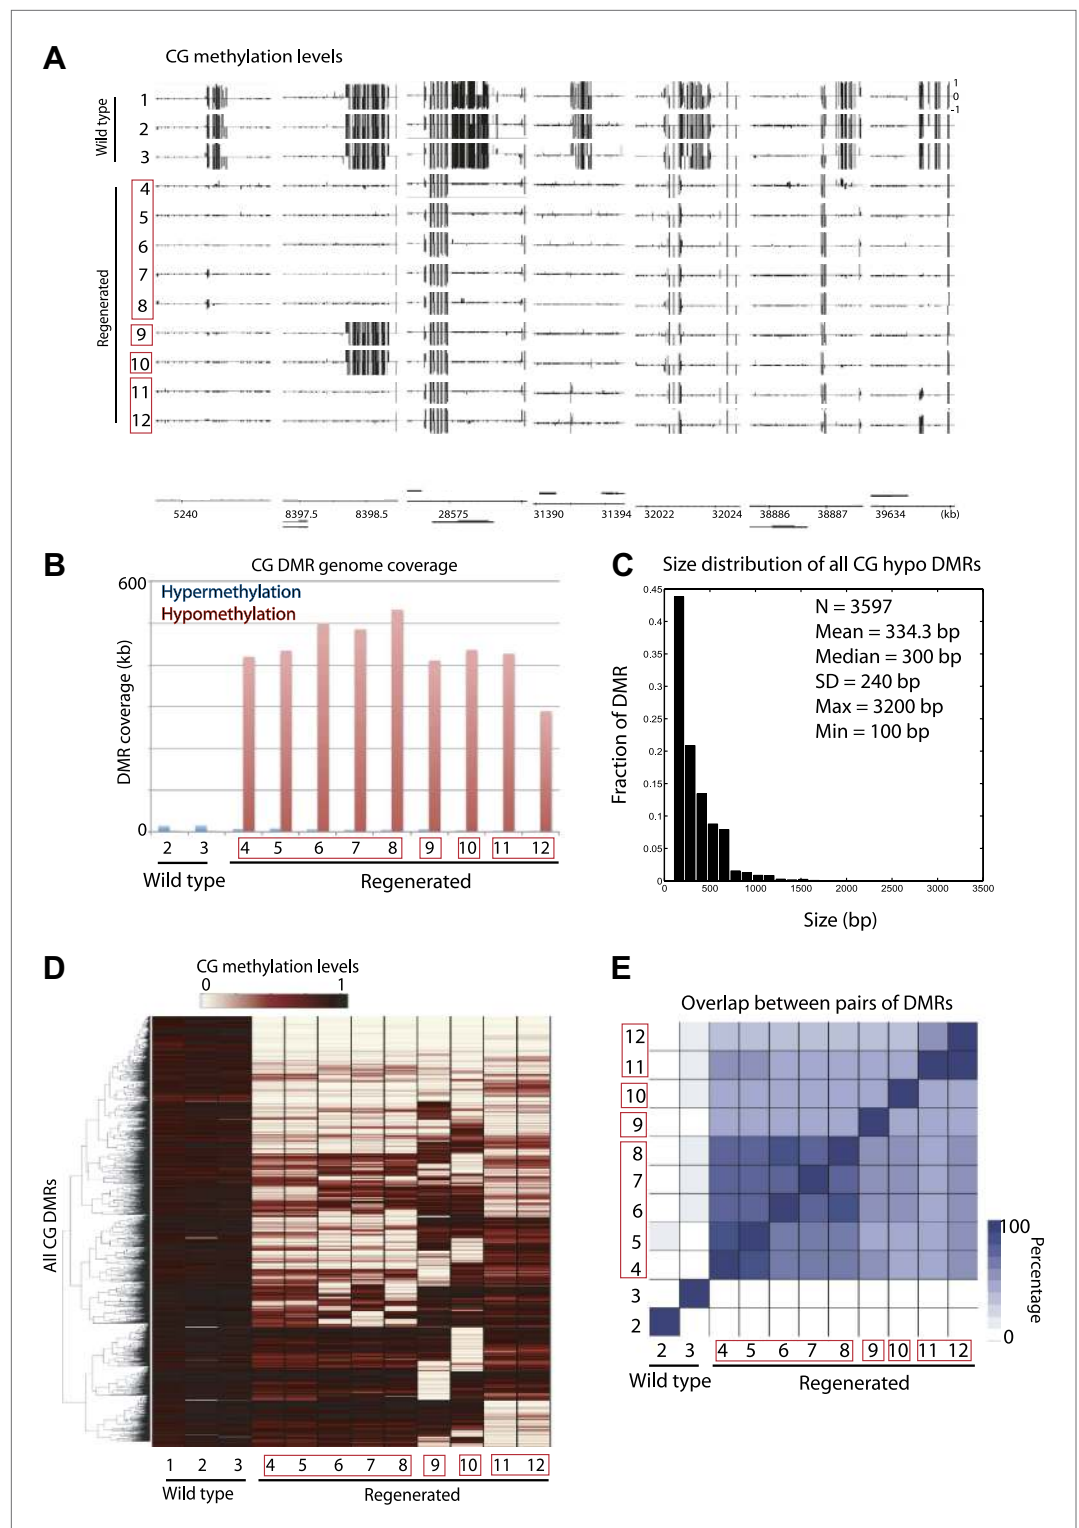 A
CG methylation levels
Wild type
Regenerated
1
2
3
4
5
6
7
8
9
10
11
12
1
0
-1
5240
8397.5
8398.5
28575
31390
31394
32022
32024
38886
38887
39634
(kb)
B
CG DMR genome coverage
Hypermethylation
Hypomethylation
DMR coverage (kb)
600
0
2 3 4 5 6 7 8 9 10 11 12
Wild type
Regenerated
C
Size distribution of all CG hypo DMRs
N = 3597
Mean = 334.3 bp
Median = 300 bp
SD = 240 bp
Max = 3200 bp
Min = 100 bp
Fraction of DMR
0.45
0.4
0.35
0.3
0.25
0.2
0.15
0.1
0.05
0
0 500 1000 1500 2000 2500 3000 3500
Size (bp)
D
CG methylation levels
0 1
All CG DMRs
1 2 3 4 5 6 7 8 9 10 11 12
Wild type
Regenerated
E
Overlap between pairs of DMRs
12
11
10
9
8
7
6
5
4
3
2
2 3 4 5 6 7 8 9 10 11 12
Wild type
Regenerated
100
0
Percentage